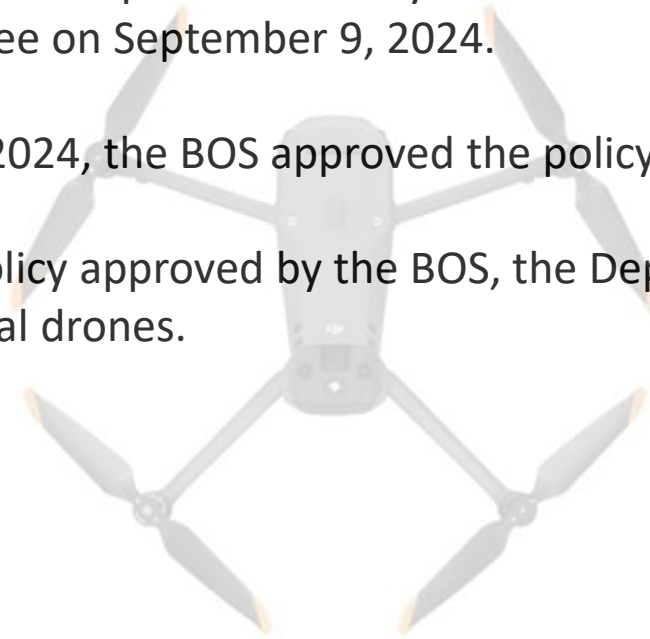 ee on September 9, 2024.
2024, the BOS approved the policy
olicy approved by the BOS, the Dep
al drones.